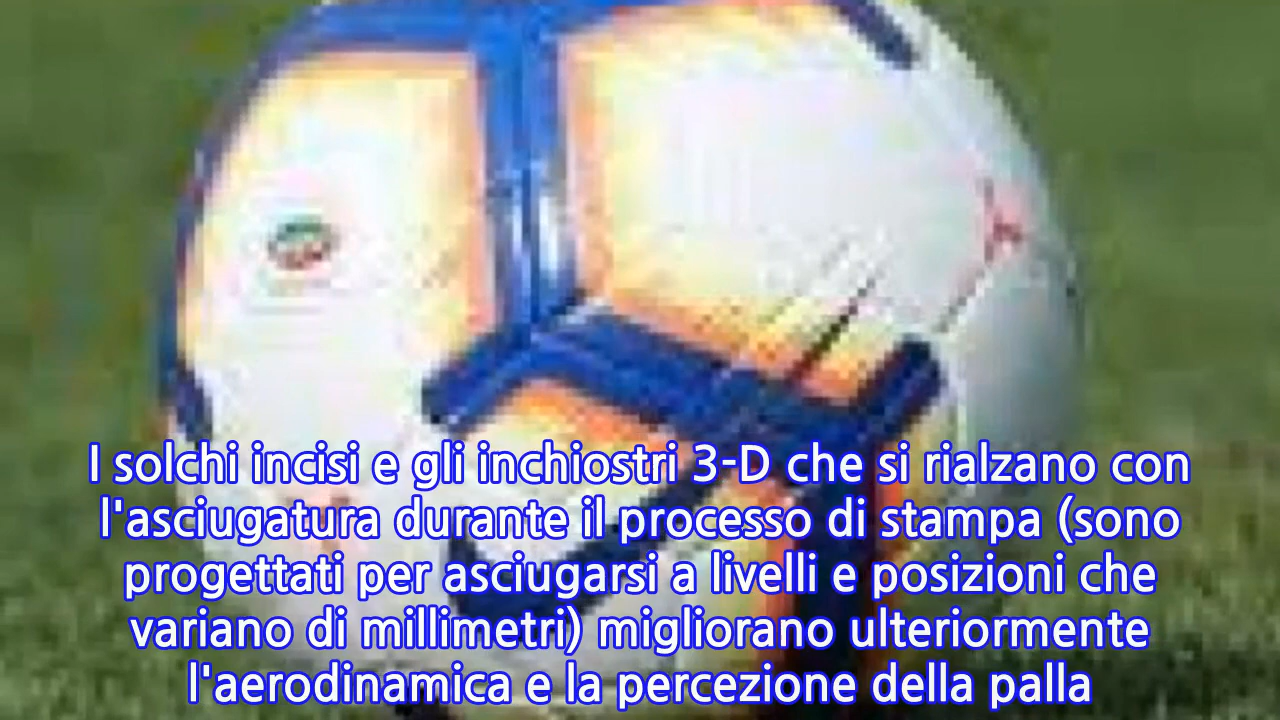 I solchi incisi e gli inchiostri 3-D che si rialzano con
l'asciugatura durante il processo di stampa (sono
progettati per asciugarsi a livelli e posizioni che
variano di millimetri) migliorano ulteriormente
l'aerodinamica e la percezione della palla